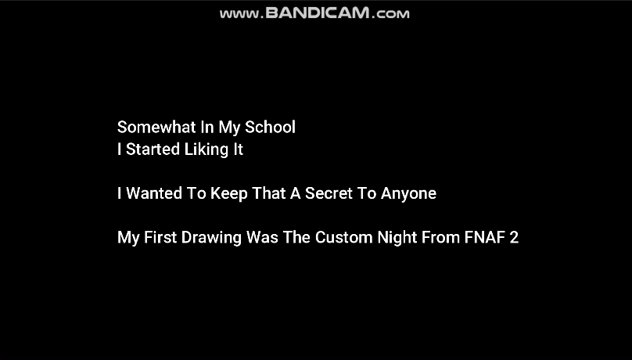 www.BANDICAM.com
Somewhat In My School
I Started Liking It
I Wanted To Keep That A Secret To Anyone
My First Drawing Was The Custom Night From FNAF 2